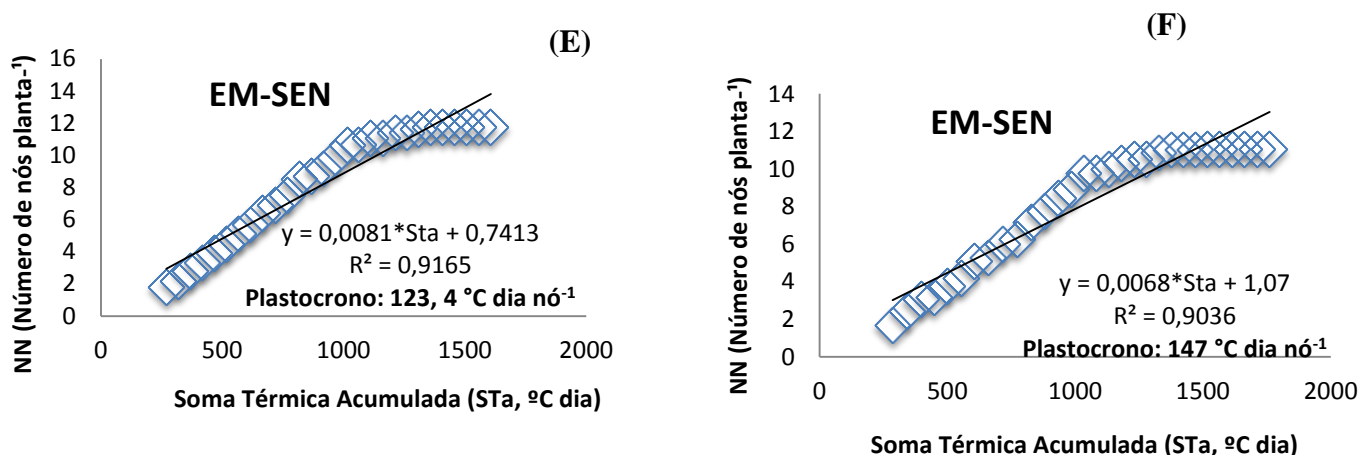 (E)
EM-SEN
NN (Número de nós planta-¹)
16
14
12
10
8
6
4
2
0
y = 0,0081*Sta + 0,7413
R² = 0,9165
Plastocrono: 123, 4 °C dia nó⁻¹
0 500 1000 1500 2000
Soma Térmica Acumulada (STa, ºC dia)
(F)
EM-SEN
NN (Número de nós planta-¹)
14
12
10
8
6
4
2
0
y = 0,0068*Sta + 1,07
R² = 0,9036
Plastocrono: 147 °C dia nó⁻¹
0 500 1000 1500 2000
Soma Térmica Acumulada (STa, ºC dia)